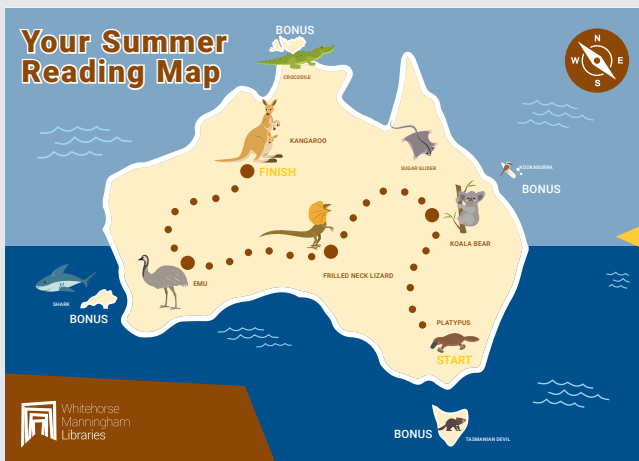 Your Summer
Reading Map
BONUS
CROCODILE
N
W E
S
KANGAROO
FINISH
SUGAR GLIDER
KOOKABURRA
BONUS
KOALA BEAR
FRILLED NECK LIZARD
EMU
SHARK
BONUS
PLATYPUS
START
Whitehorse
Manningham
Libraries
BONUS
TASMANIAN DEVIL